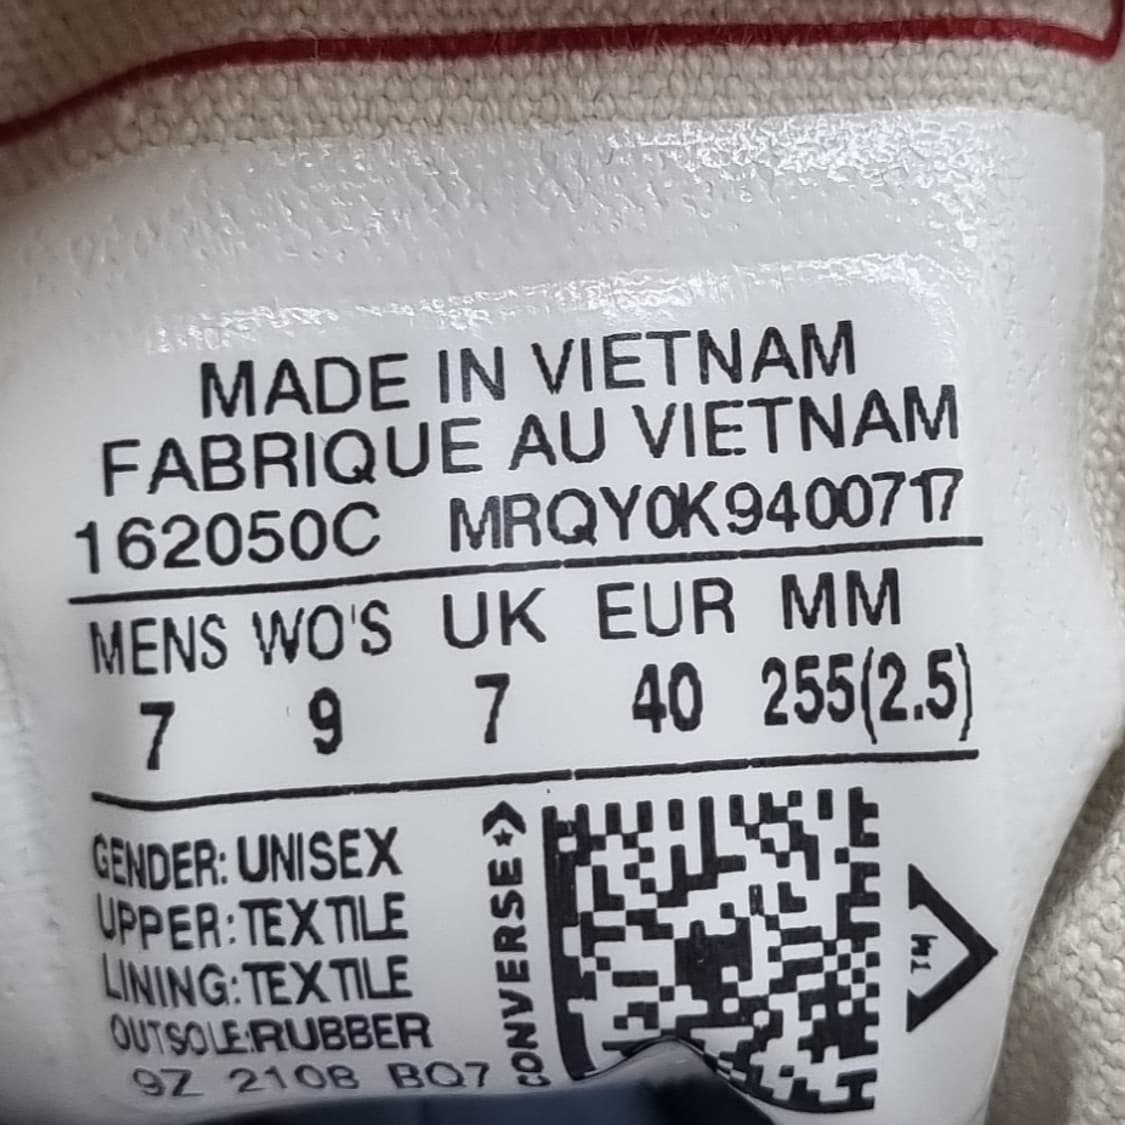 MADE IN VIETNAM
FABRIQUE AU VIETNAM
162050C MRQY0K9400717
MENS WO'S UK EUR MM
7 9 7 40 255(2.5)
GENDER: UNISEX
UPPER: TEXTILE
LINING: TEXTILE
OUTSOLE: RUBBER
9Z 2108 BQ7
CONVERSE